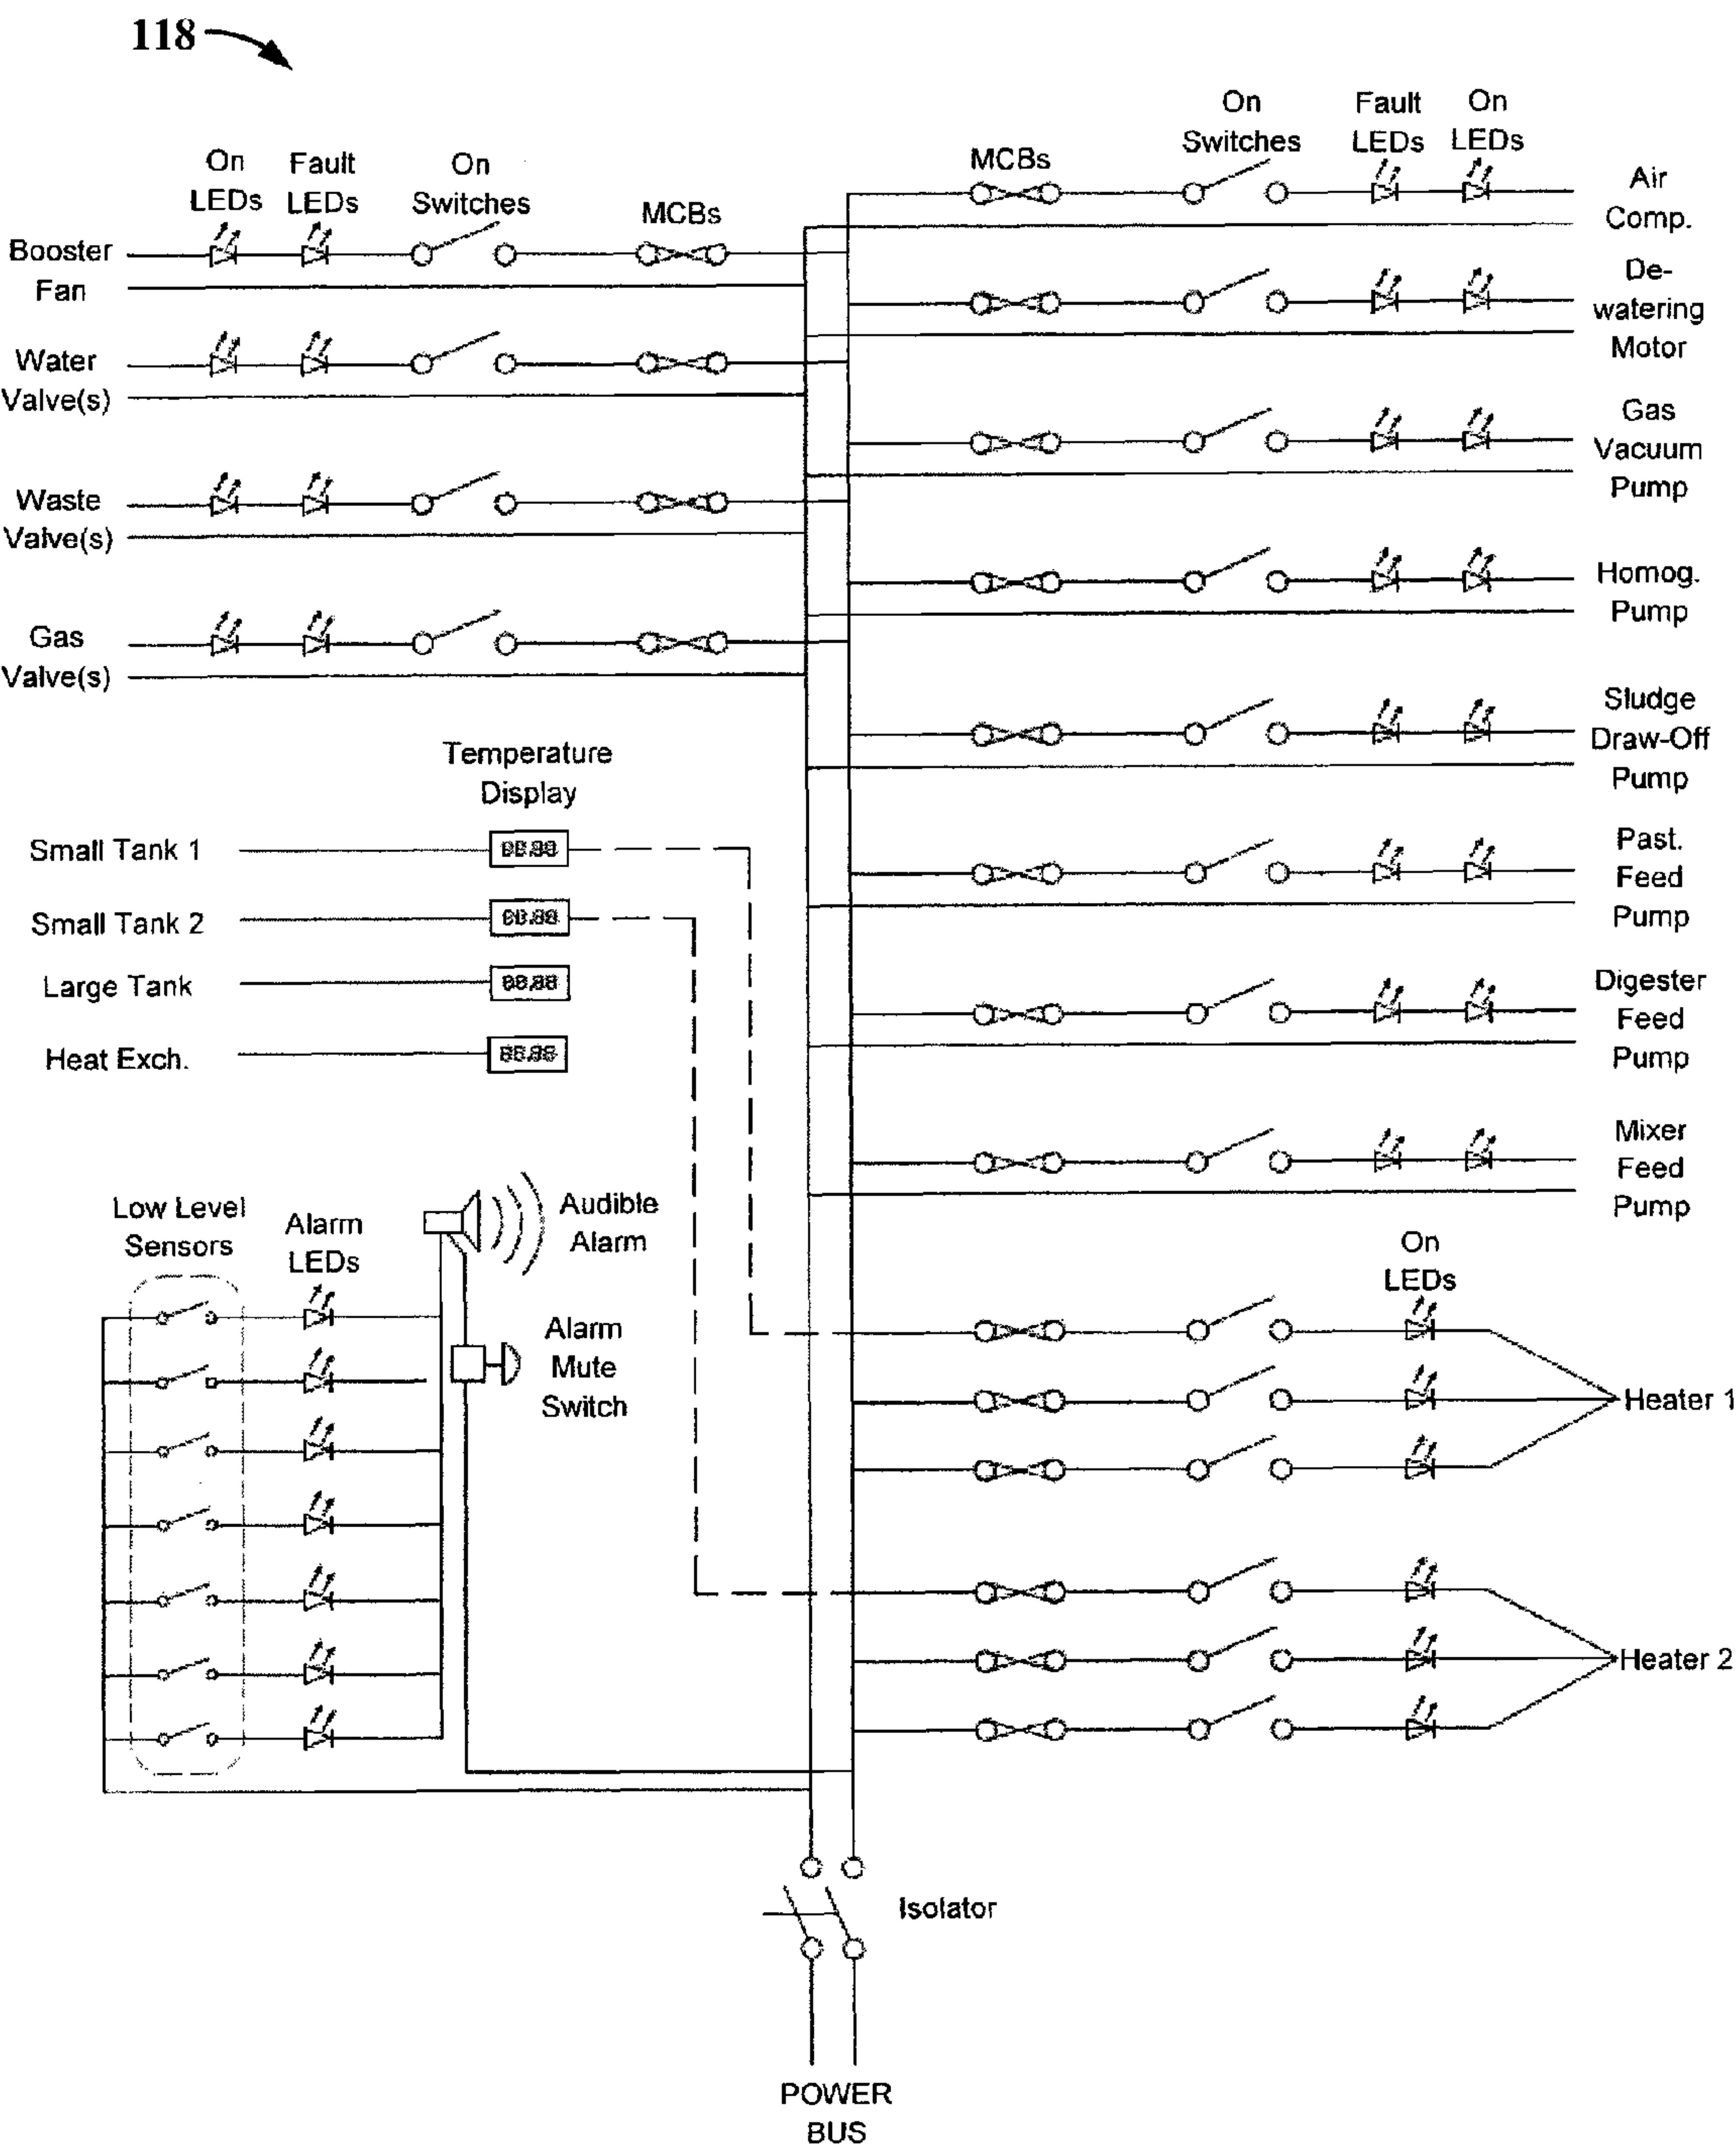 118
On
Switches
Fault
LEDs
On
LEDs
MCBs
Air
Comp.
De-
watering
Motor
Gas
Vacuum
Pump
Homog.
Pump
Sludge
Draw-Off
Pump
Past.
Feed
Pump
Digester
Feed
Pump
Mixer
Feed
Pump
On
LEDs
Fault
LEDs
On
Switches
MCBs
Booster
Fan
Water
Valve(s)
Waste
Valve(s)
Gas
Valve(s)
Temperature
Display
Small Tank 1
88.88
Small Tank 2
88.88
Large Tank
88.88
Heat Exch.
88.88
Low Level
Sensors
Alarm
LEDs
Audible
Alarm
Alarm
Mute
Switch
On
LEDs
Heater 1
Heater 2
Isolator
POWER
BUS